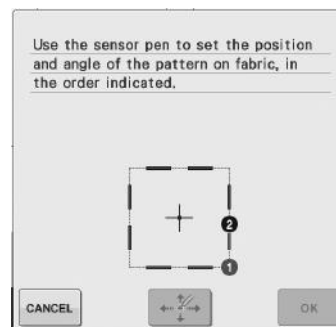 Use the sensor pen to set the position
and angle of the pattern on fabric, in
the order indicated.
2
1
CANCEL
OK